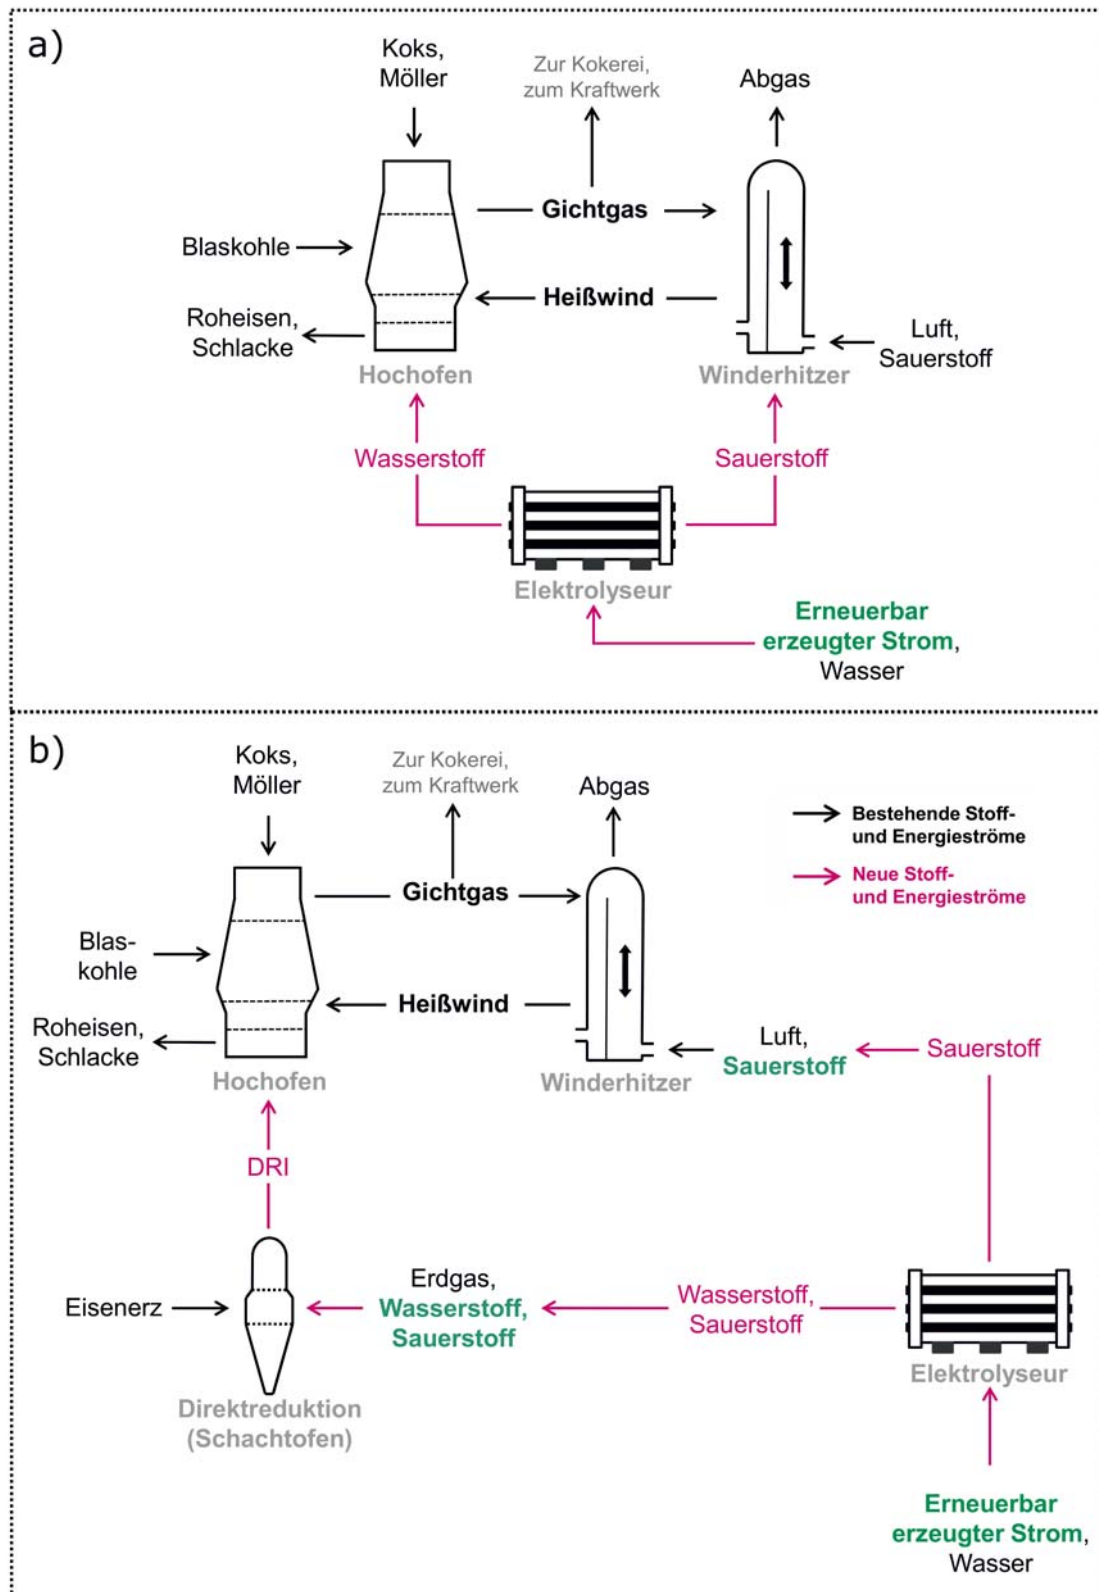 a)
Koks,
Möller
Zur Kokerei,
zum Kraftwerk
Abgas
Gichtgas
Blaskohle
Heißwind
Roheisen,
Schlacke
Luft,
Sauerstoff
Hochofen
Winderhitzer
Wasserstoff
Sauerstoff
Elektrolyseur
Erneuerbar
erzeugter Strom,
Wasser
b)
Koks,
Möller
Zur Kokerei,
zum Kraftwerk
Abgas
Bestehende Stoff-
und Energieströme
Neue Stoff-
und Energieströme
Gichtgas
Blas-
kohle
Heißwind
Roheisen,
Schlacke
Luft,
Sauerstoff
Sauerstoff
Hochofen
Winderhitzer
DRI
Eisenerz
Erdgas,
Wasserstoff,
Sauerstoff
Wasserstoff,
Sauerstoff
Elektrolyseur
Direktreduktion
(Schachtofen)
Erneuerbar
erzeugter Strom,
Wasser